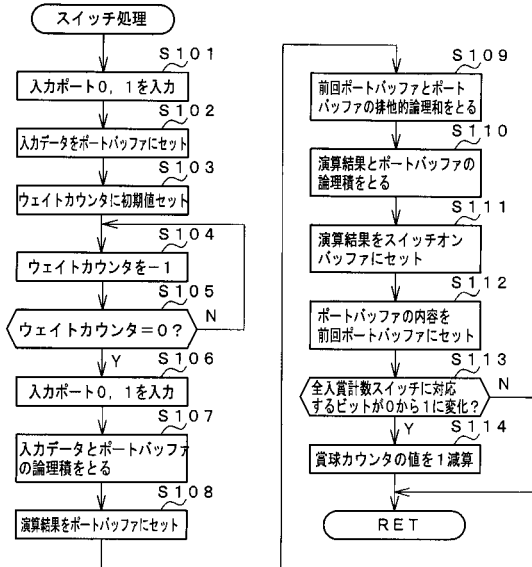 スイッチ処理
S101
入力ポート0,1を入力
S102
入力データをポートバッファにセット
S103
ウェイトカウンタに初期値セット
S104
ウェイトカウンタを−1
S105
ウェイトカウンタ=0?
N
Y
S106
入力ポート0,1を入力
S107
入力データとポートバッファ
の論理積をとる
S108
演算結果をポートバッファにセット
S109
前回ポートバッファとポート
バッファの排他的論理和をとる
S110
演算結果とポートバッファの
論理積をとる
S111
演算結果をスイッチオン
バッファにセット
S112
ポートバッファの内容を
前回ポートバッファにセット
S113
全入賞計数スイッチに対応
するビットが0から1に変化?
N
Y
S114
賞球カウンタの値を1減算
RET